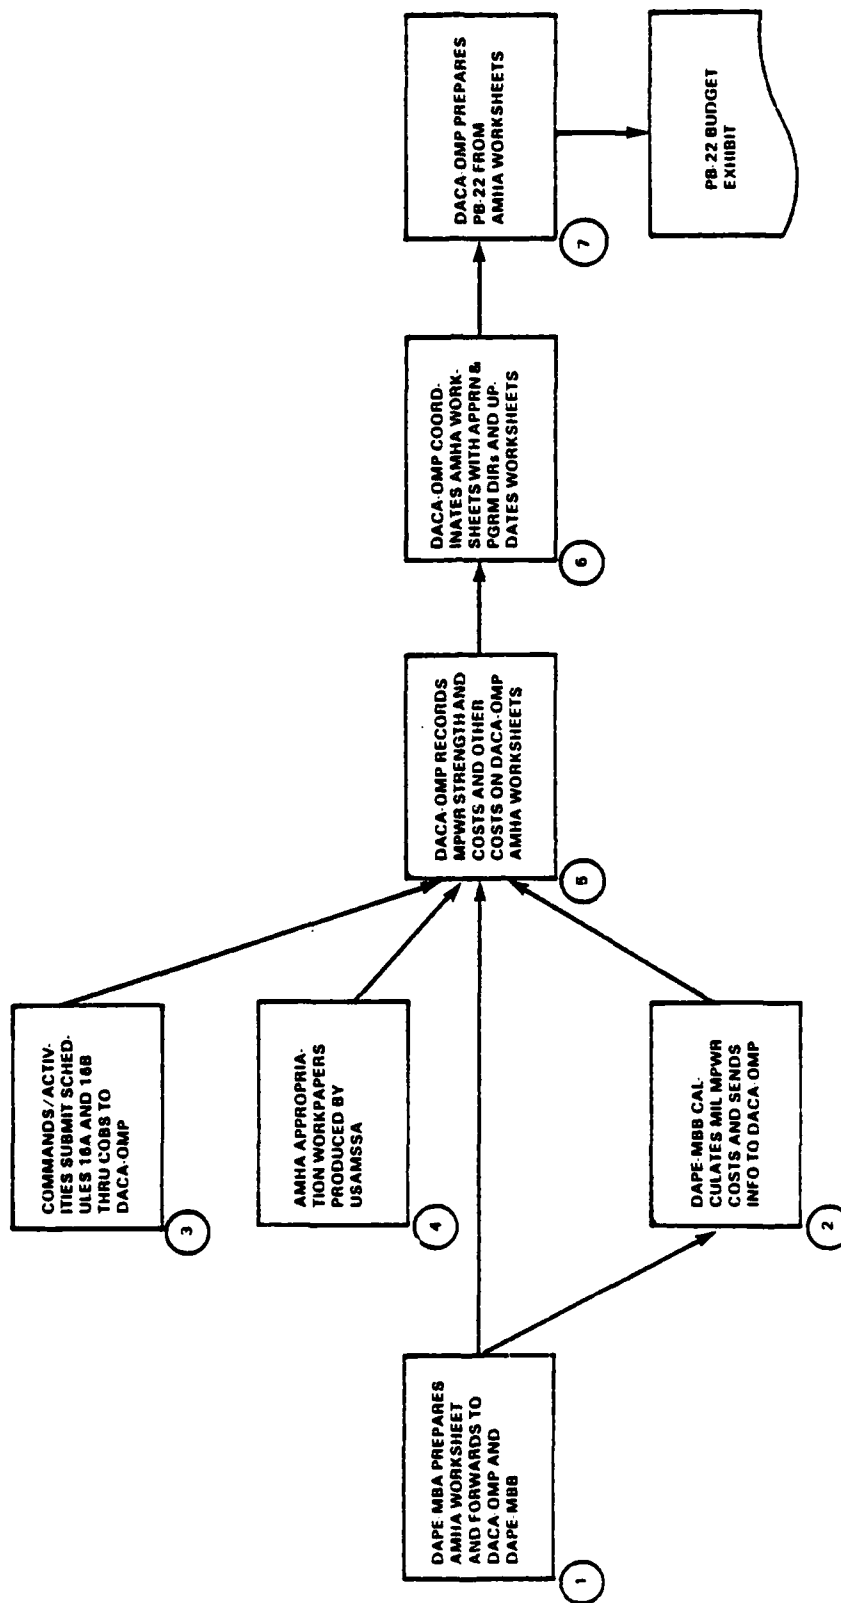 1
DAPE-MBA PREPARES
AMHA WORKSHEET
AND FORWARDS TO
DACA-OMP AND
DAPE-MBB
2
DAPE-MBB CAL-
CULATES MIL MPWR
COSTS AND SENDS
INFO TO DACA-OMP
3
COMMANDS/ACTIV-
ITIES SUBMIT SCHED-
ULES 16A AND 16B
THRU COBS TO
DACA-OMP
4
AMHA APPROPRIA-
TION WORKPAPERS
PRODUCED BY
USAMSSA
5
DACA-OMP RECORDS
MPWR STRENGTH AND
COSTS AND OTHER
COSTS ON DACA-OMP
AMHA WORKSHEETS
6
DACA-OMP COORD-
INATES AMHA WORK-
SHEETS WITH APPRN &
PGRM DIRs AND UP-
DATES WORKSHEETS
7
DACA-OMP PREPARES
PB-22 FROM
AMHA WORKSHEETS
PB-22 BUDGET
EXHIBIT